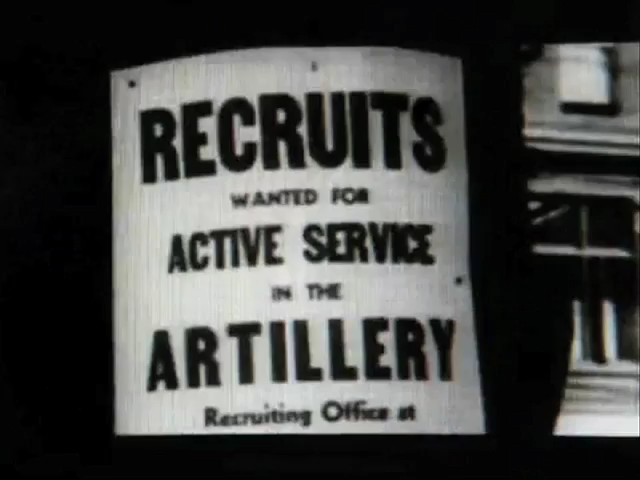 RECRUITS
WANTED FOR
ACTIVE SERVICE
IN THE
ARTILLERY
Recruiting Office at